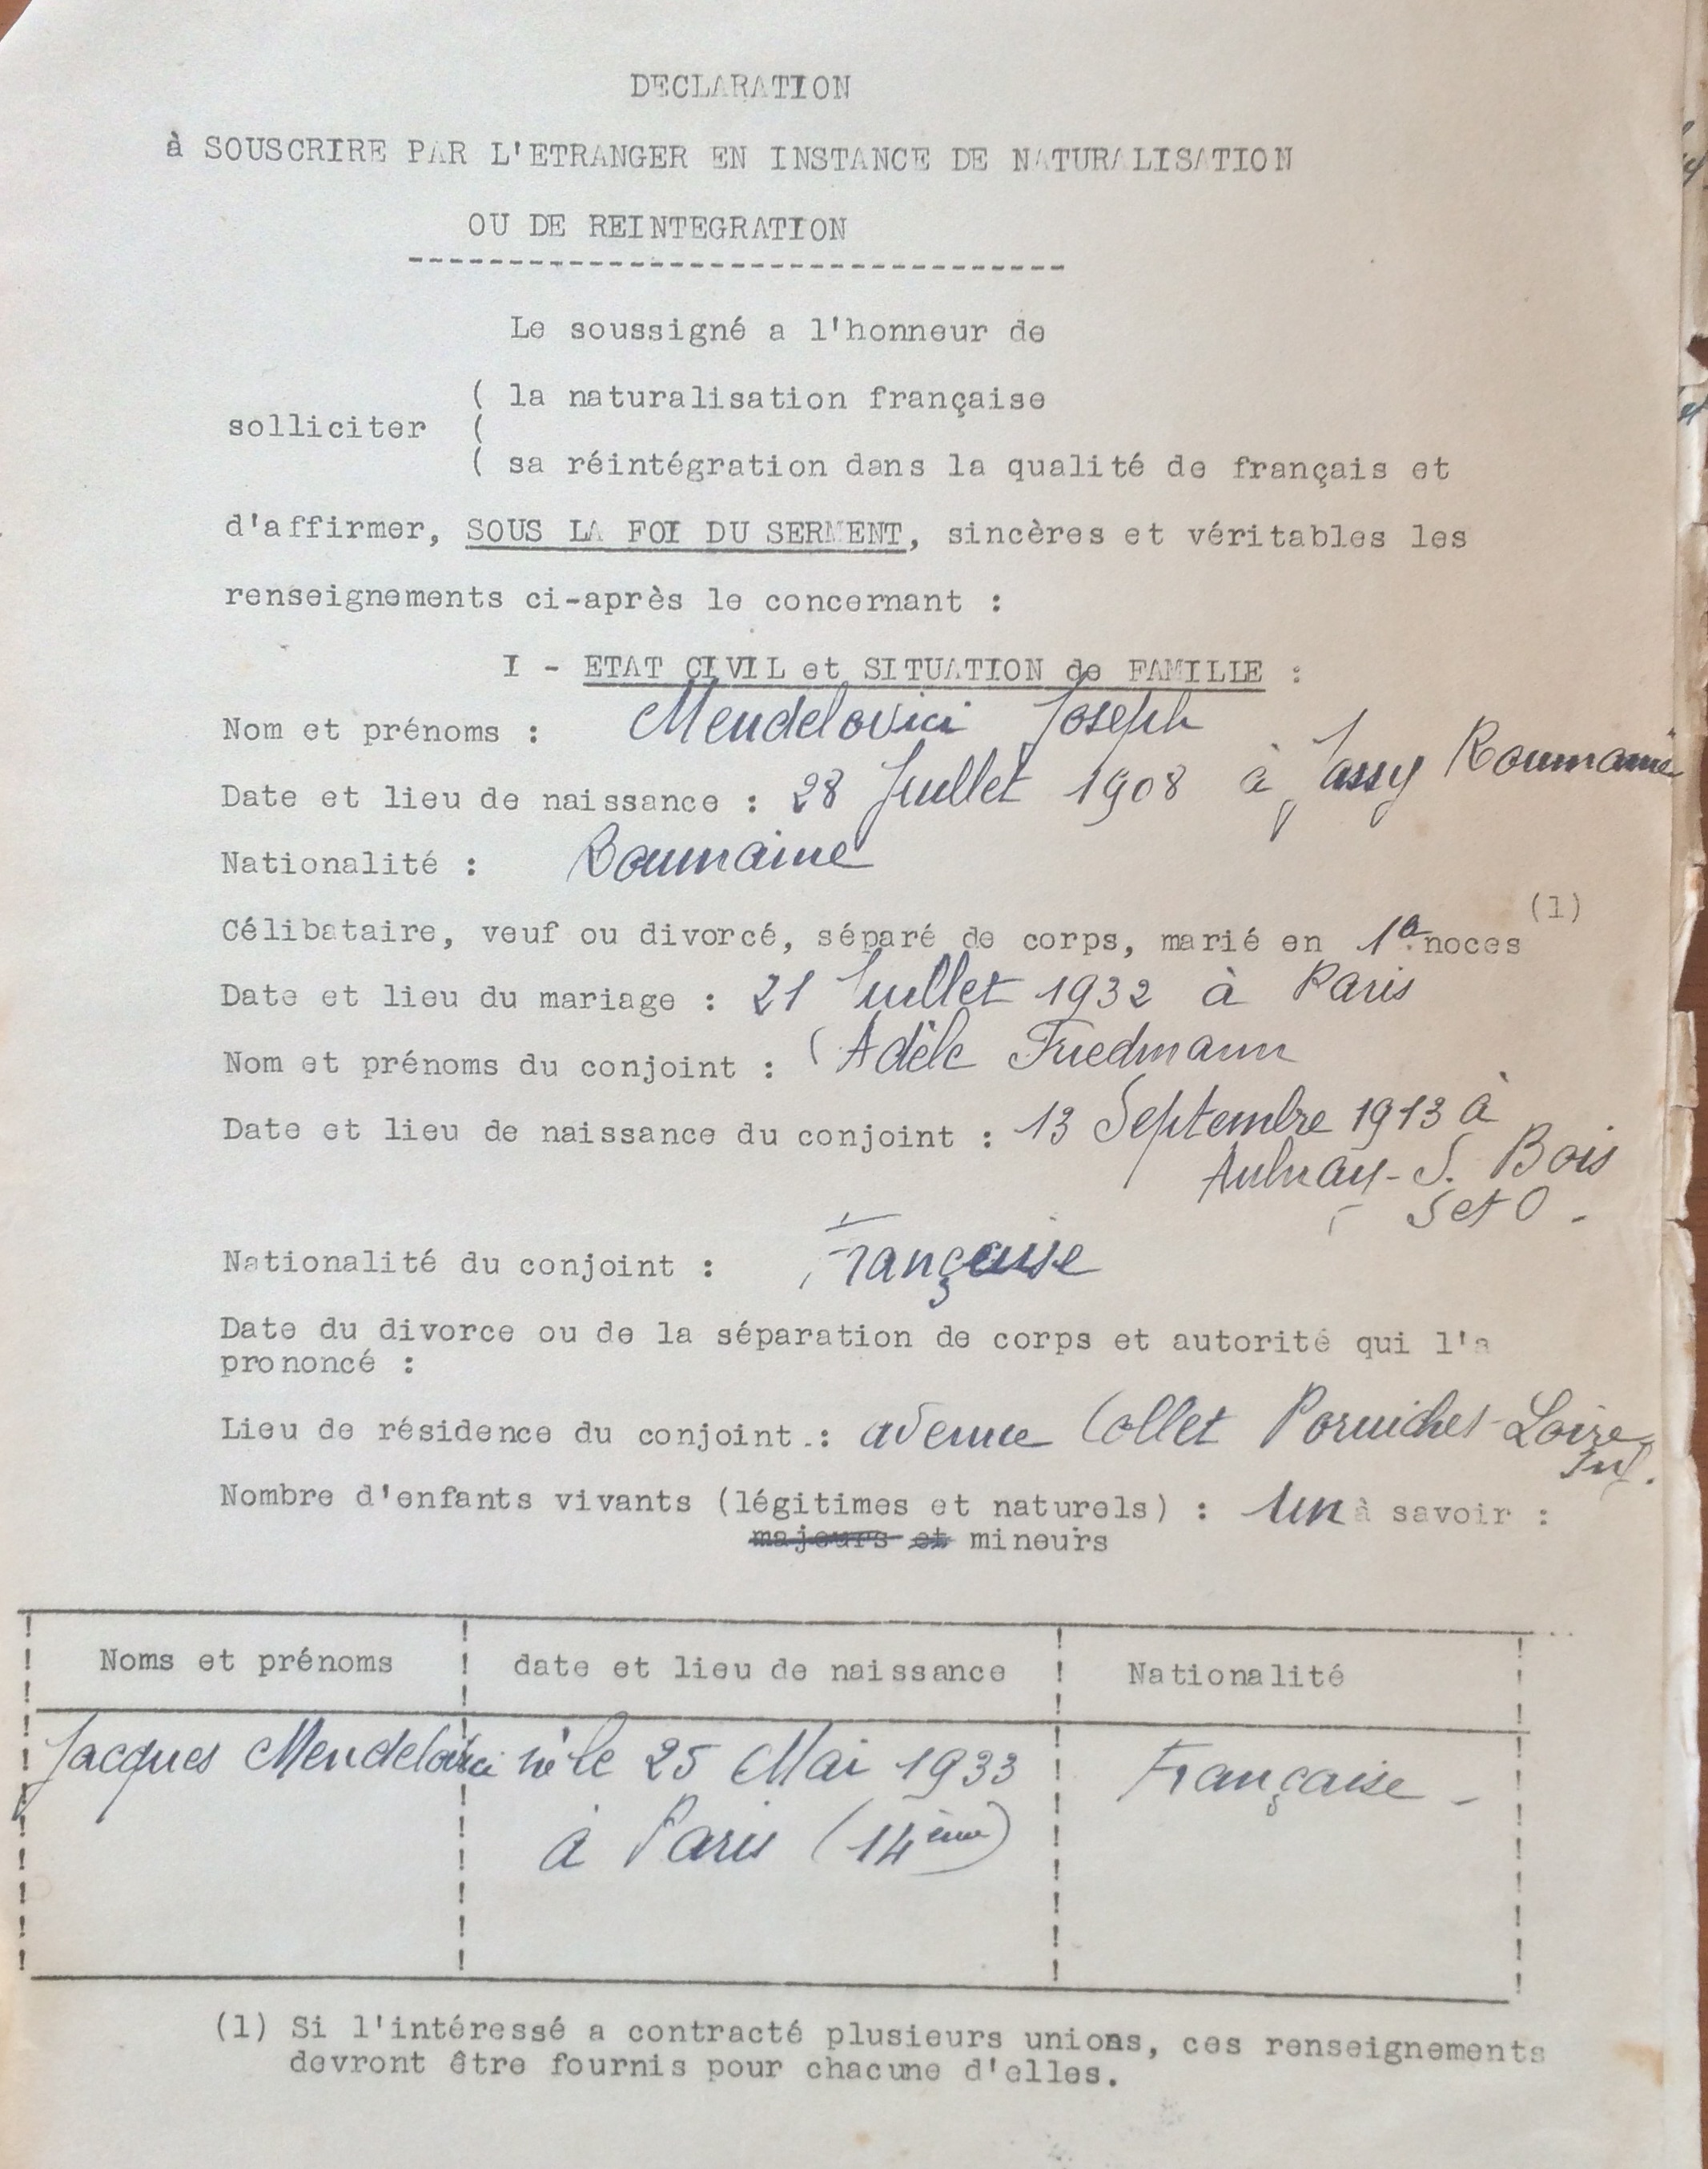 DECLARATION
à SOUSCRIRE PAR L'ETRANGER EN INSTANCE DE NATURALISATION
OU DE REINTEGRATION
---------------------------------
Le soussigné a l'honneur de
( la naturalisation française
solliciter (
( sa réintégration dans la qualité de français et
d'affirmer, SOUS LA FOI DU SERMENT, sincères et véritables les
renseignements ci-après le concernant :
I - ETAT CIVIL et SITUATION de FAMILLE :
Nom et prénoms : Mendelovici Joseph
Date et lieu de naissance : 28 Juillet 1908 à Jassy Roumanie
Nationalité : Roumaine
Célibataire, veuf ou divorcé, séparé de corps, marié en 1e noces (1)
Date et lieu du mariage : 21 Juillet 1932 à Paris
Nom et prénoms du conjoint : Adèle Friedmann
Date et lieu de naissance du conjoint : 13 Septembre 1913 à
Aulnay-S. Bois
S et O -
Nationalité du conjoint : Française
Date du divorce ou de la séparation de corps et autorité qui l'a
prononcé :
Lieu de résidence du conjoint : avenue Collet Pornichet-Loire
Inf.
Nombre d'enfants vivants (légitimes et naturels) : un à savoir :
majeurs et mineurs
Noms et prénoms ! date et lieu de naissance ! Nationalité
Jacques Mendelovici né le 25 Mai 1933 Française -
à Paris (14ème)
(1) Si l'intéressé a contracté plusieurs unions, ces renseignements
devront être fournis pour chacune d'elles.